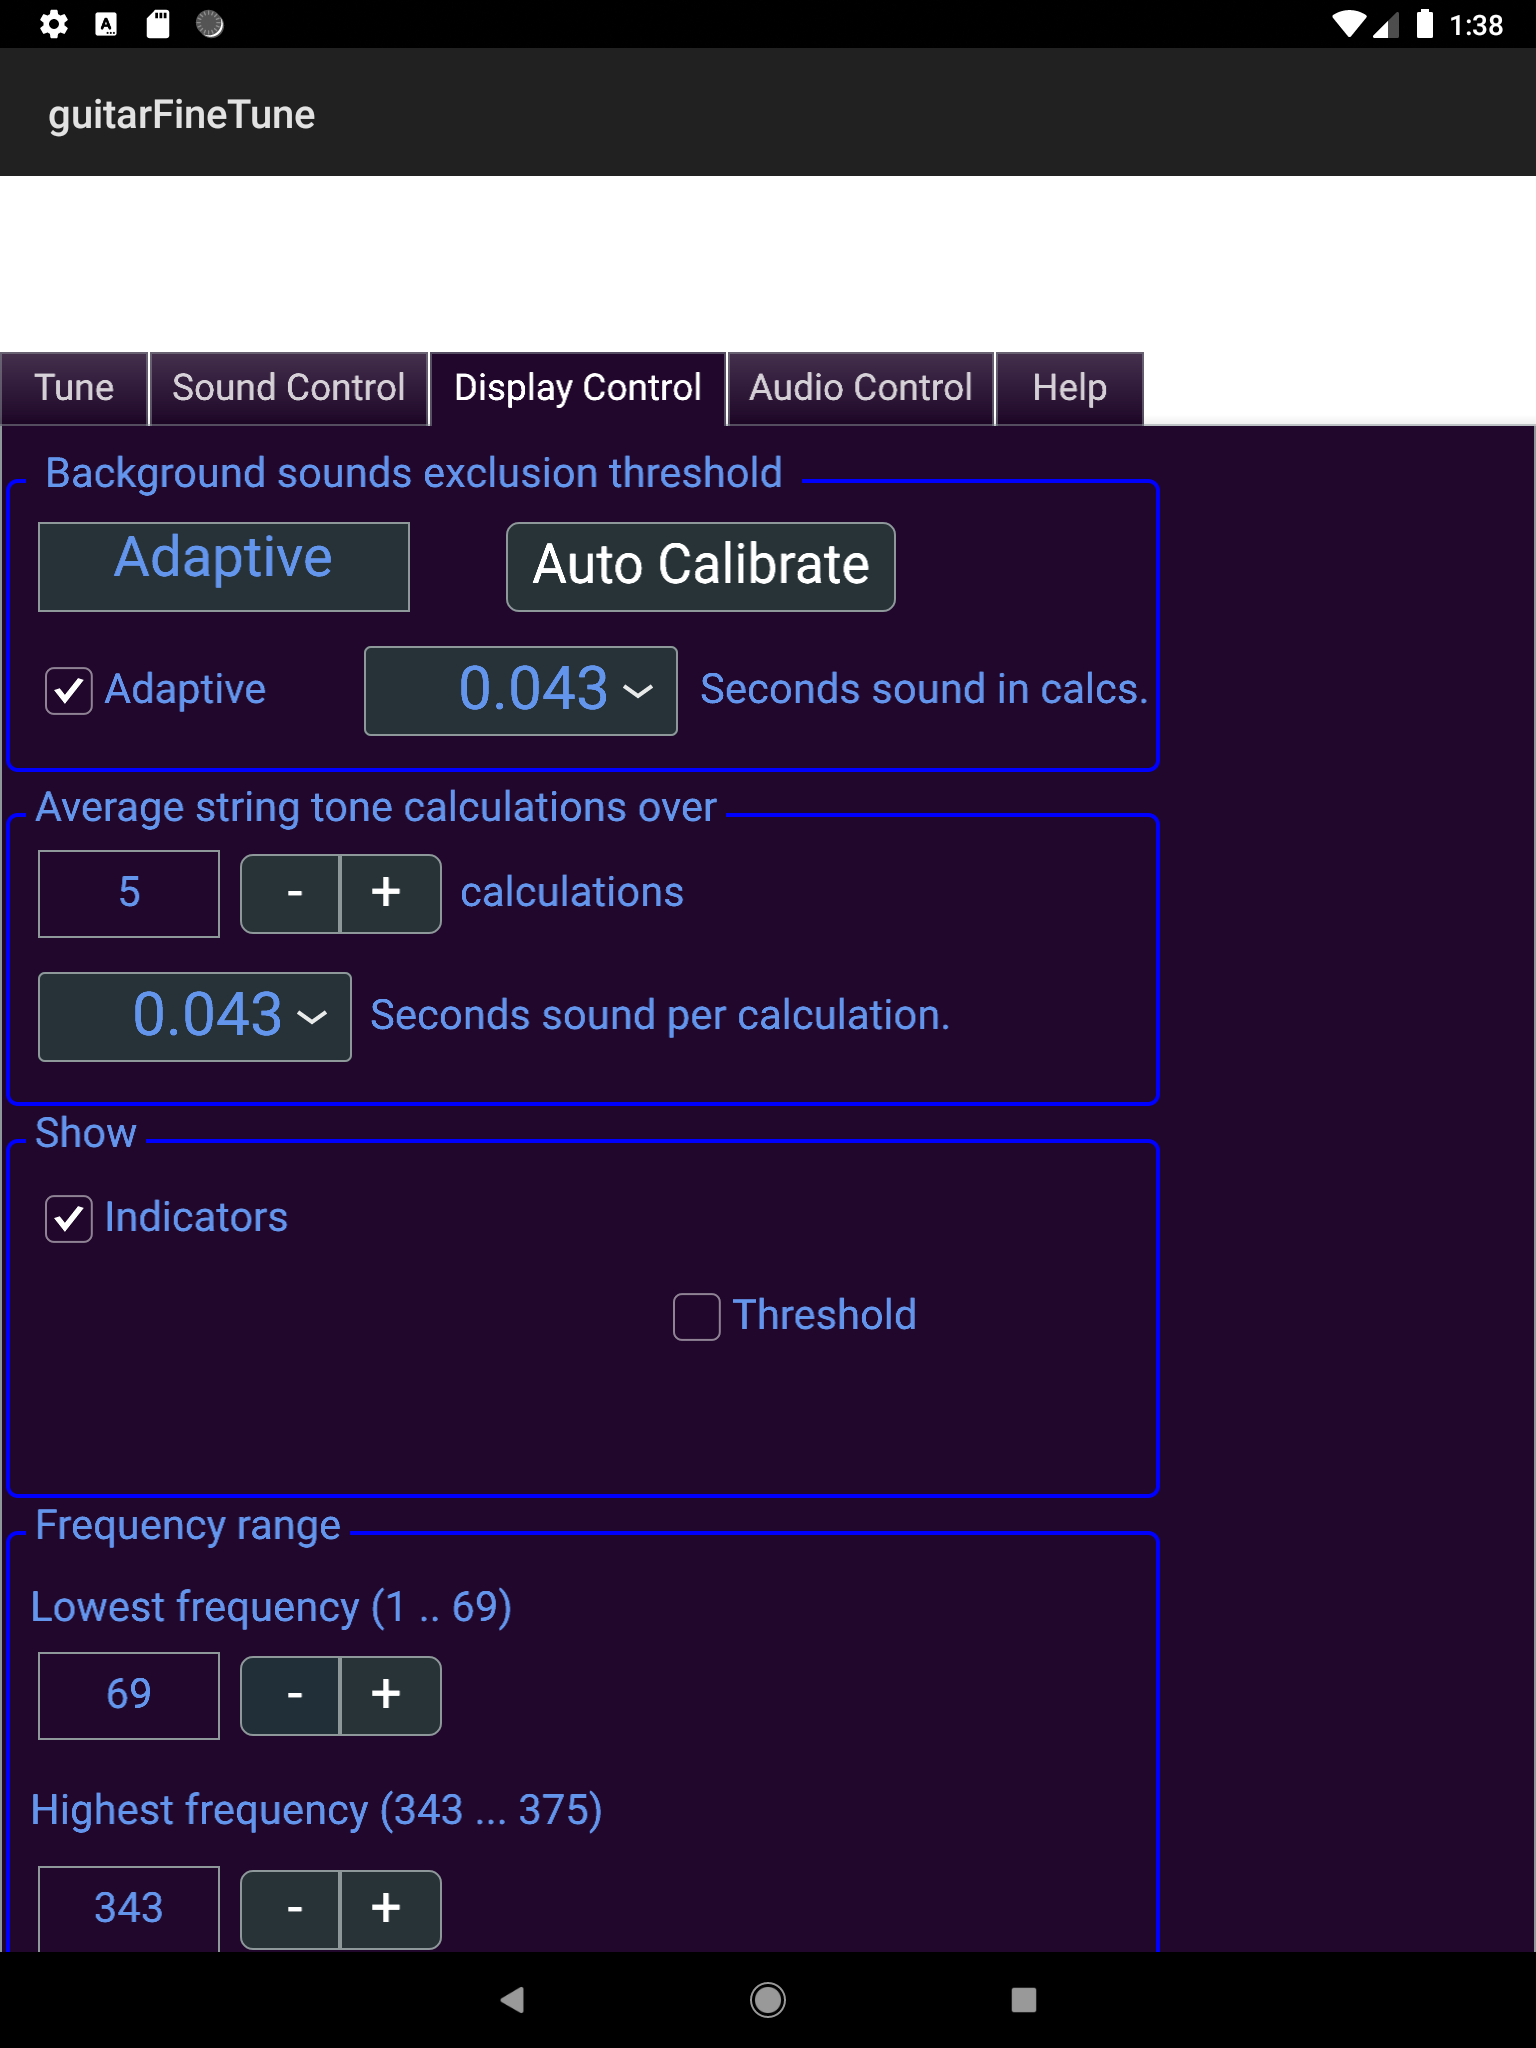 1:38
guitarFineTune
Tune Sound Control Display Control Audio Control Help
Background sounds exclusion threshold
Adaptive Auto Calibrate
Adaptive 0.043 Seconds sound in calcs.
Average string tone calculations over
5 - + calculations
0.043 Seconds sound per calculation.
Show
Indicators
Threshold
Frequency range
Lowest frequency (1 .. 69)
69 - +
Highest frequency (343 ... 375)
343 - +